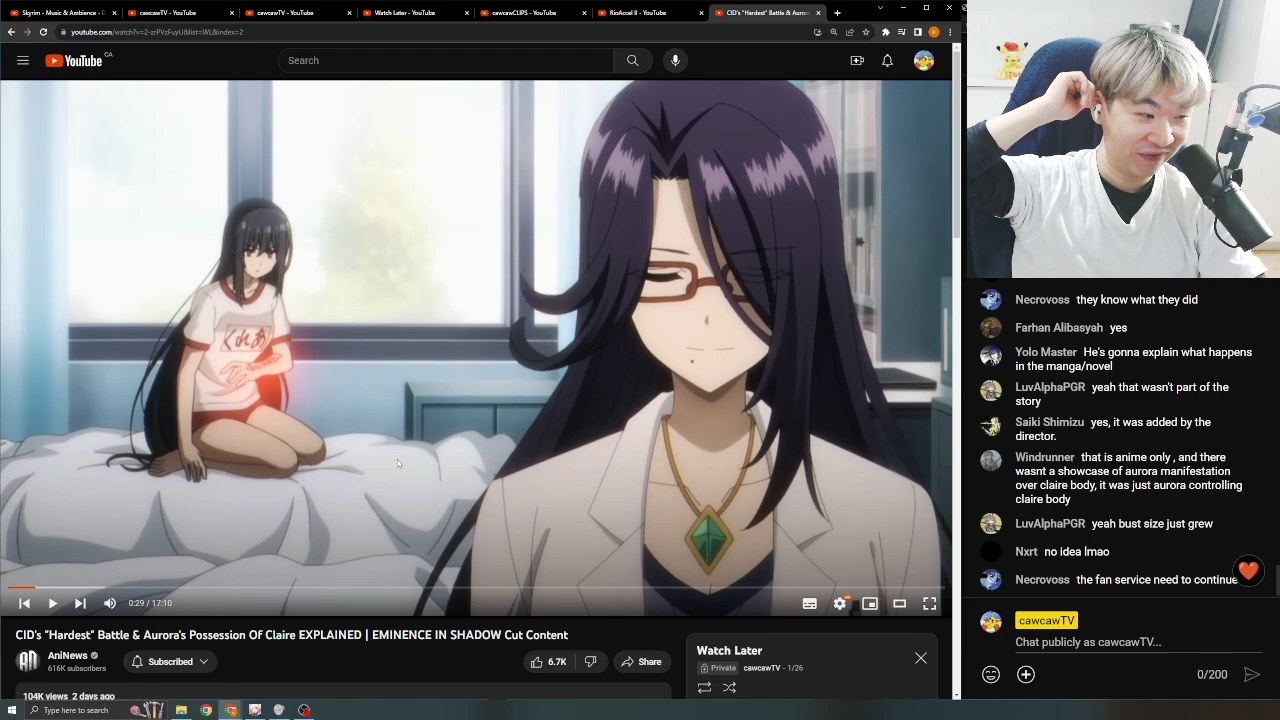 Skyrim - Music & Ambience - D
cawcawTV - YouTube
cawcawTV - YouTube
Watch Later - YouTube
cawcawCLIPS - YouTube
RioAccel II - YouTube
CID's "Hardest" Battle & Aurora
youtube.com/watch?v=2-zrPVzFuyU&list=WL&index=2
YouTube CA
Search
くれあ
0:29 / 17:10
HD
CID's "Hardest" Battle & Aurora's Possession Of Claire EXPLAINED | EMINENCE IN SHADOW Cut Content
AniNews
616K subscribers
Subscribed
6.7K
Share
104K views 2 days ago
Watch Later
Private cawcawTV - 1/26
Type here to search
Necrovoss they know what they did
Farhan Alibasyah yes
Yolo Master He's gonna explain what happens
in the manga/novel
LuvAlphaPGR yeah that wasn't part of the
story
Saiki Shimizu yes, it was added by the
director.
Windrunner that is anime only , and there
wasnt a showcase of aurora manifestation
over claire body, it was just aurora controlling
claire body
LuvAlphaPGR yeah bust size just grew
Nxrt no idea lmao
Necrovoss the fan service need to continue
cawcawTV
Chat publicly as cawcawTV...
0/200